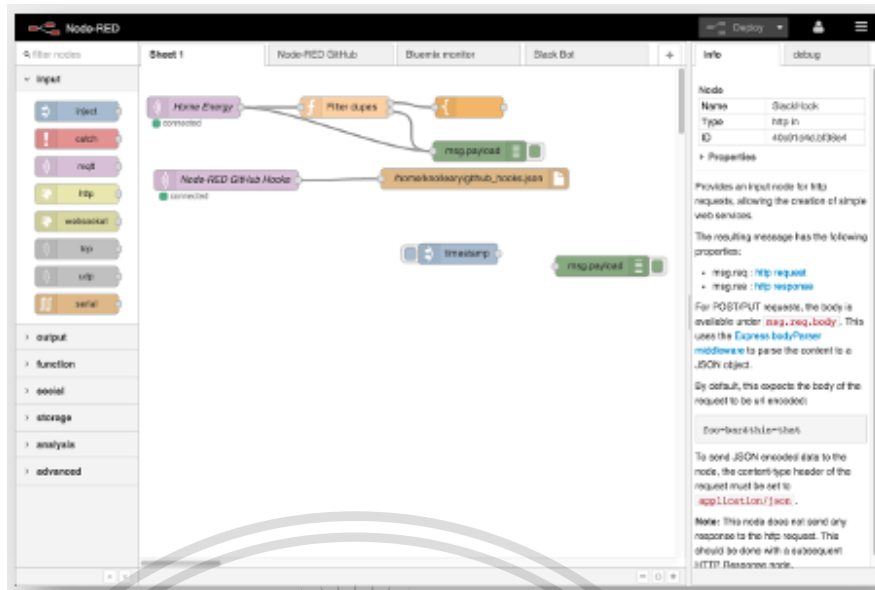 Node-RED
Deploy
filter nodes
Sheet 1
Node-RED GitHub
Bluemix monitor
Slack Bot
+
info
debug
input
inject
catch
mqtt
http
websocket
tcp
udp
serial
output
function
social
storage
analysis
advanced
Home Energy
connected
Filter dupes
msg.payload
Node-RED GitHub Hooks
connected
timestamp
msg.payload
Node
Name SlackHook
Type http in
ID
Properties
Provides an input node for http
requests, allowing the creation of simple
web services.
The resulting message has the following
properties:
msg.req : http request
msg.res : http response
For POST/PUT requests, the body is
available under msg.req.body . This
uses the Express bodyParser
middleware to parse the content to a
JSON object.
By default, this expects the body of the
request to be url encoded:
foo=bar&this=that
To send JSON encoded data to the
node, the content-type header of the
request must be set to
application/json .
Note: This node does not send any
response to the http request. This
should be done with a subsequent
HTTP Response node.